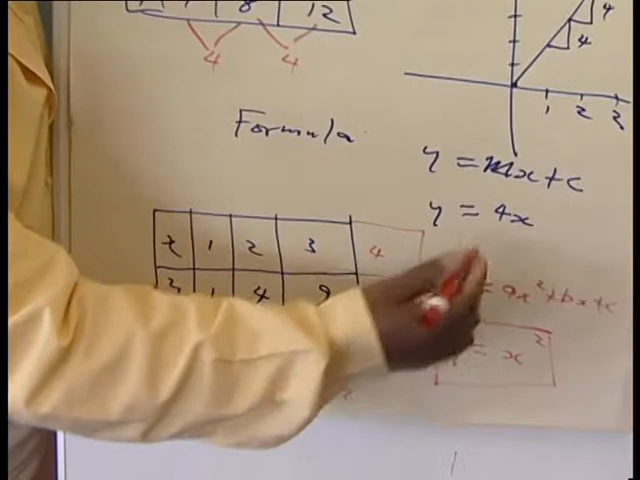 8 12
4 4
4
4
1 2 3
Formula
y = mx + c
y = 4x
x 1 2 3 4
y 1 4 9
= ax² + bx + c
= x²